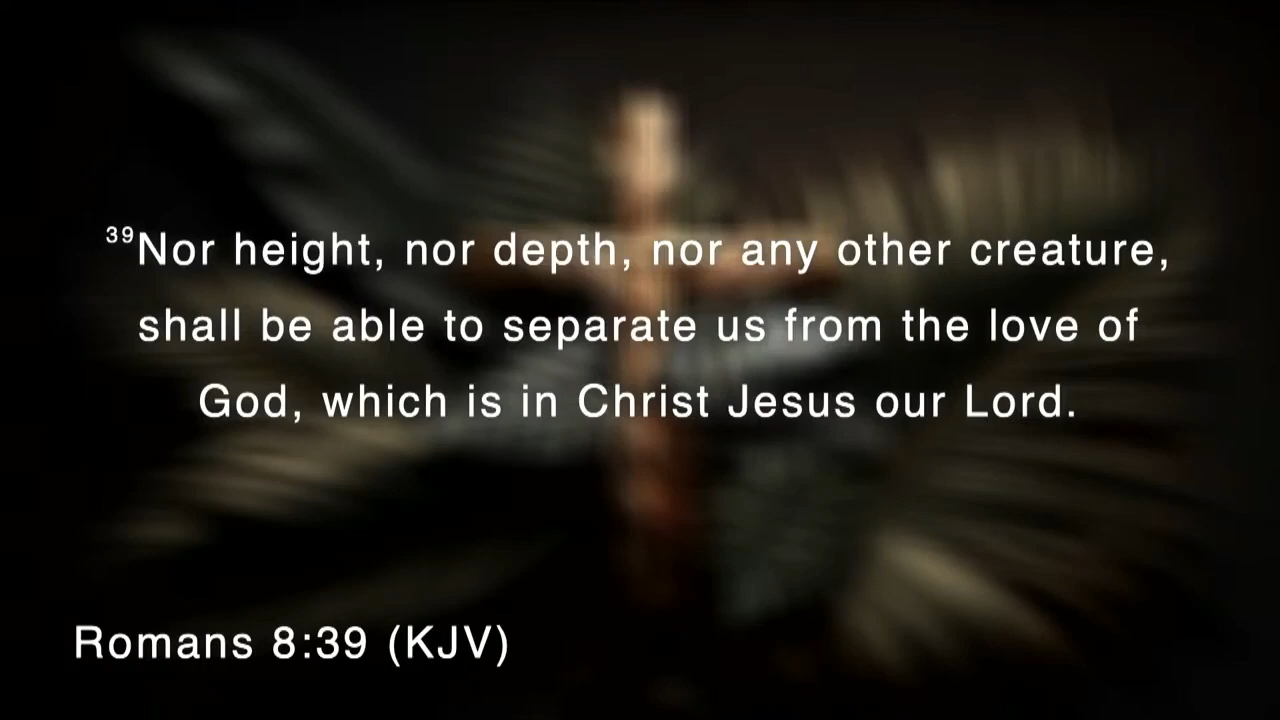 ³⁹Nor height, nor depth, nor any other creature,
shall be able to separate us from the love of
God, which is in Christ Jesus our Lord.
Romans 8:39 (KJV)